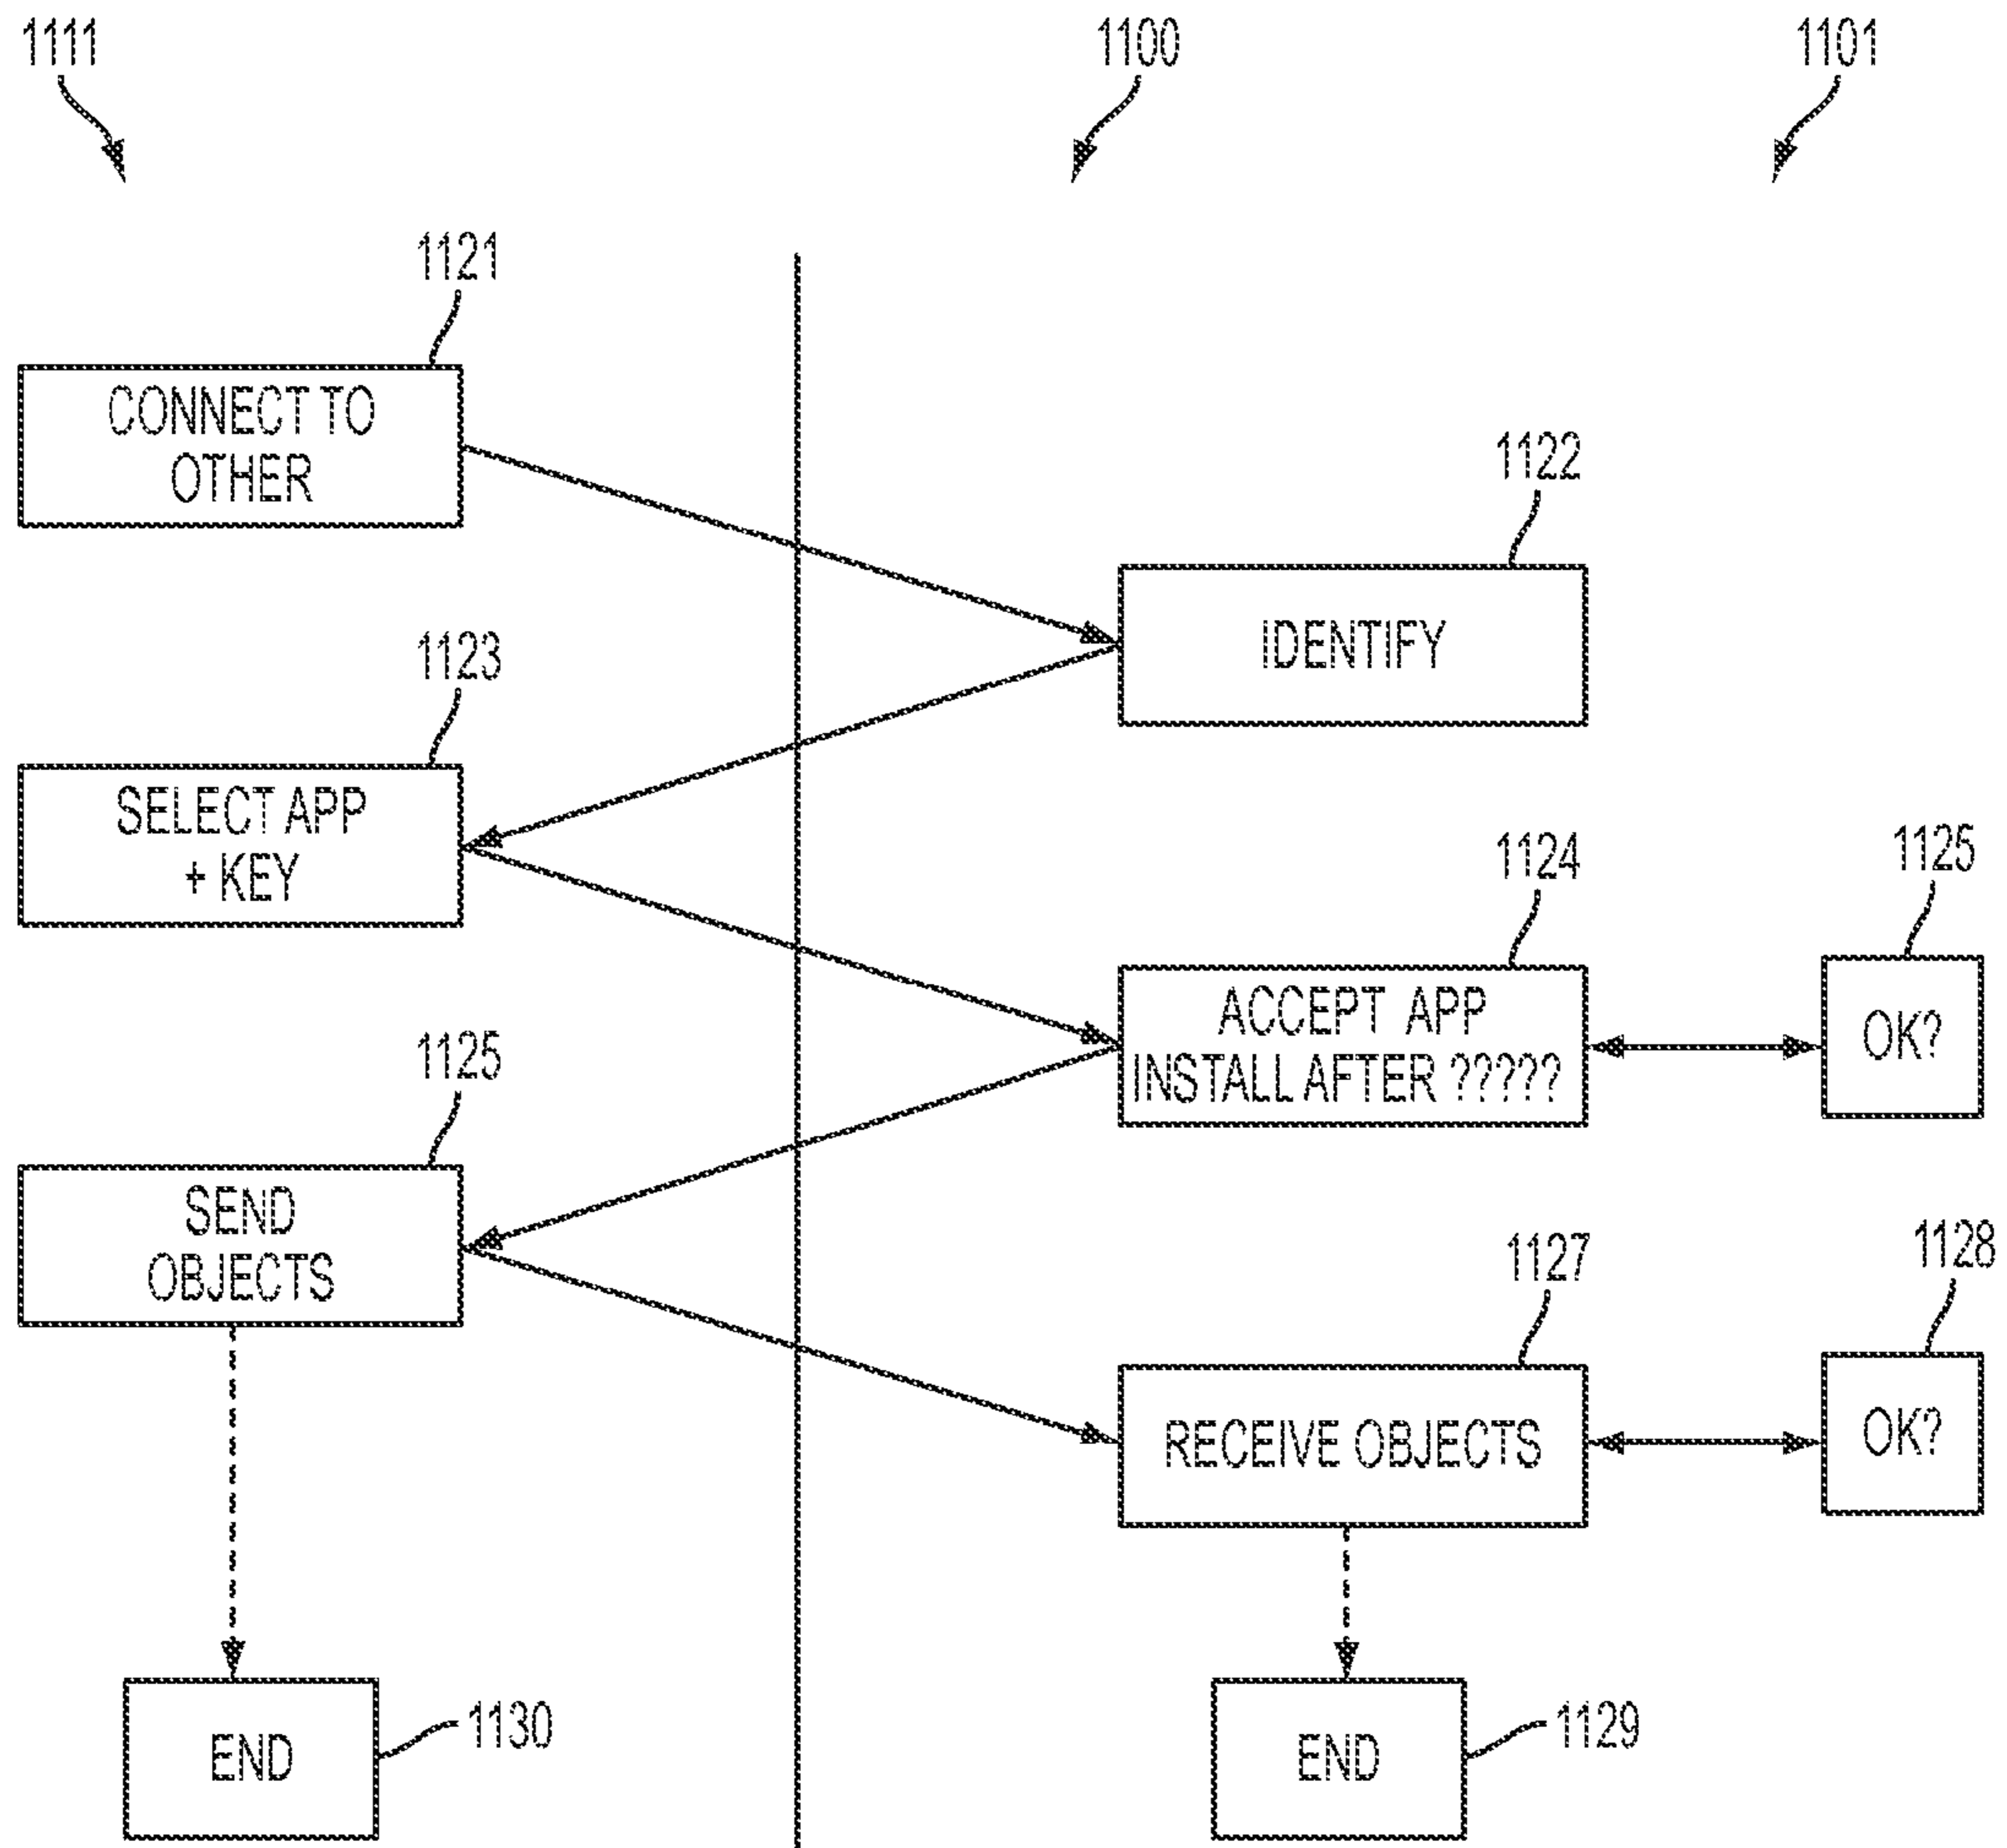 1111
1100
1101
1121
CONNECT TO
OTHER
1122
IDENTIFY
1123
SELECT APP
+ KEY
1124
ACCEPT APP
INSTALL AFTER ?????
1125
OK?
1125
SEND
OBJECTS
1127
RECEIVE OBJECTS
1128
OK?
END
1130
END
1129